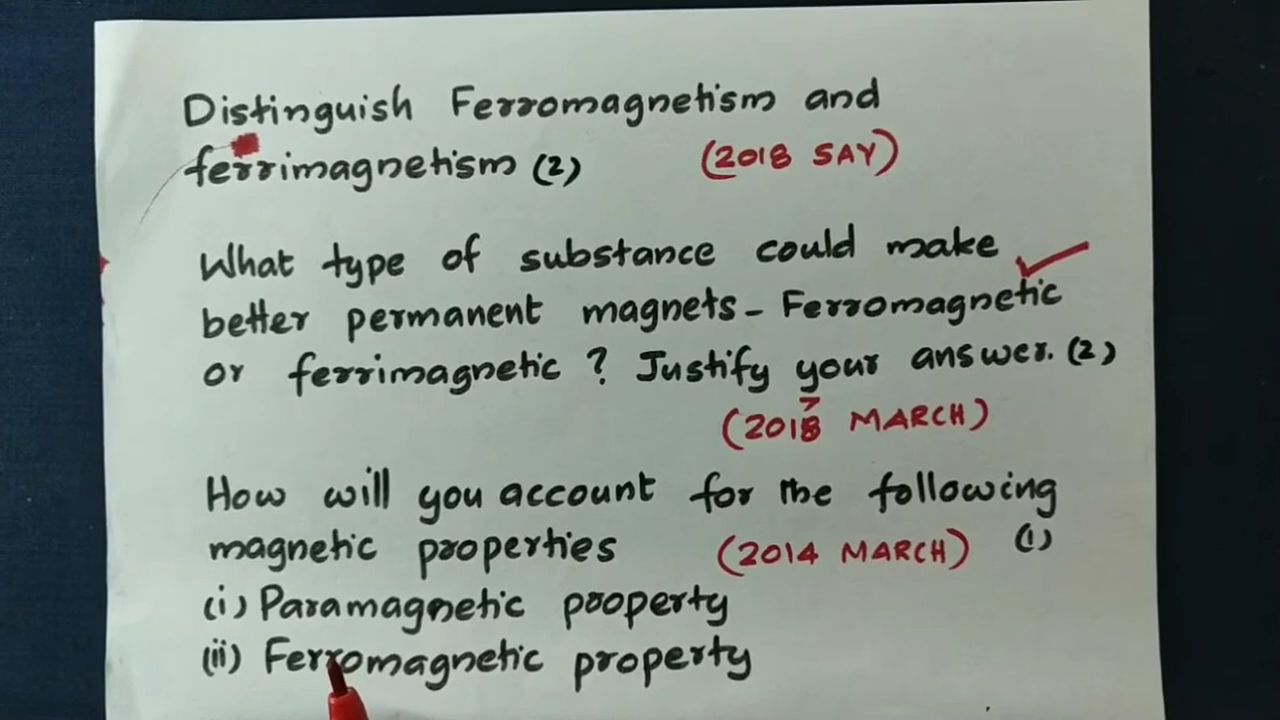 Distinguish Ferromagnetism and
ferrimagnetism (2) (2018 SAY)
What type of substance could make
better permanent magnets - Ferromagnetic
or ferrimagnetic ? Justify your answer. (2)
7
(2018 MARCH)
How will you account for the following
magnetic properties (2014 MARCH) (1)
(i) Paramagnetic property
(ii) Ferromagnetic property